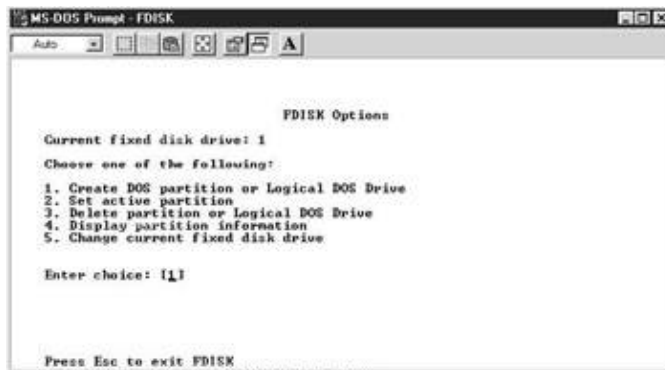 MS-DOS Prompt - FDISK
Auto
A
FDISK Options
Current fixed disk drive: 1
Choose one of the following:
1. Create DOS partition or Logical DOS Drive
2. Set active partition
3. Delete partition or Logical DOS Drive
4. Display partition information
5. Change current fixed disk drive
Enter choice: [1]
Press Esc to exit FDISK